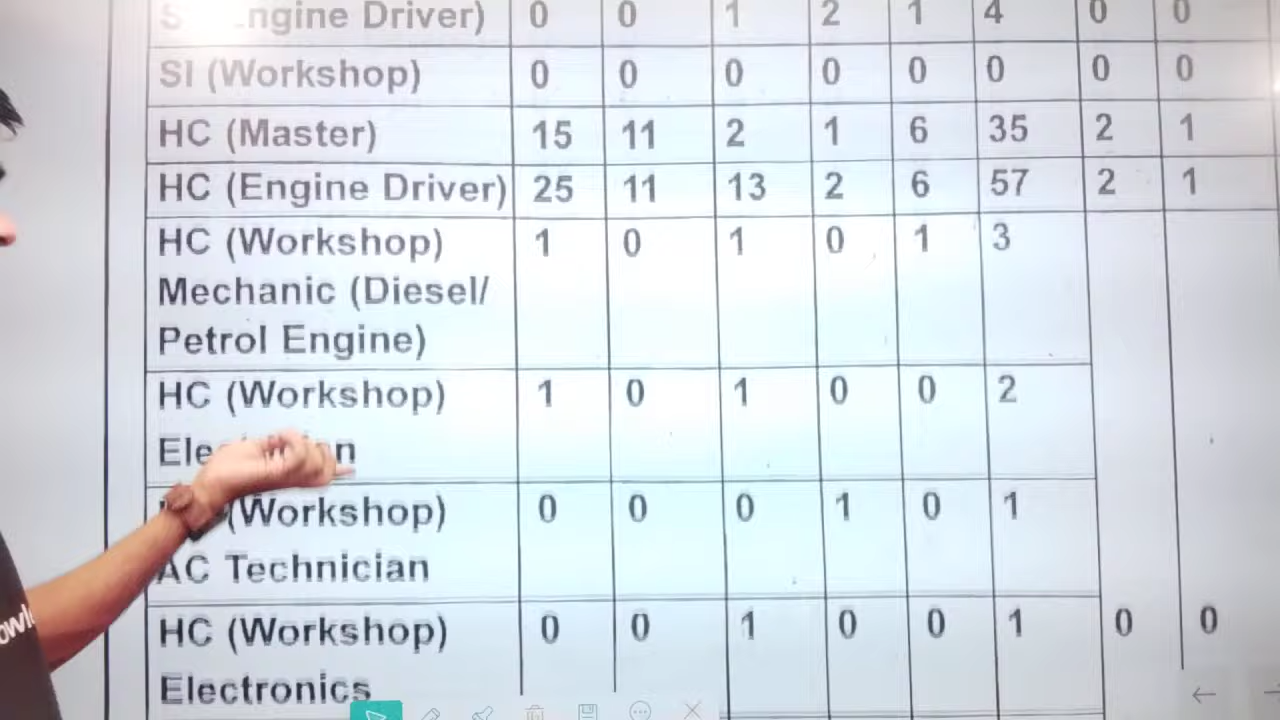 Engine Driver) 0 0 1 2 1 4 0 0
SI (Workshop) 0 0 0 0 0 0 0 0
HC (Master) 15 11 2 1 6 35 2 1
HC (Engine Driver) 25 11 13 2 6 57 2 1
HC (Workshop) 1 0 1 0 1 3
Mechanic (Diesel/
Petrol Engine)
HC (Workshop) 1 0 1 0 0 2
(Workshop) 0 0 0 1 0 1
AC Technician
HC (Workshop) 0 0 1 0 0 1 0 0
Electronics